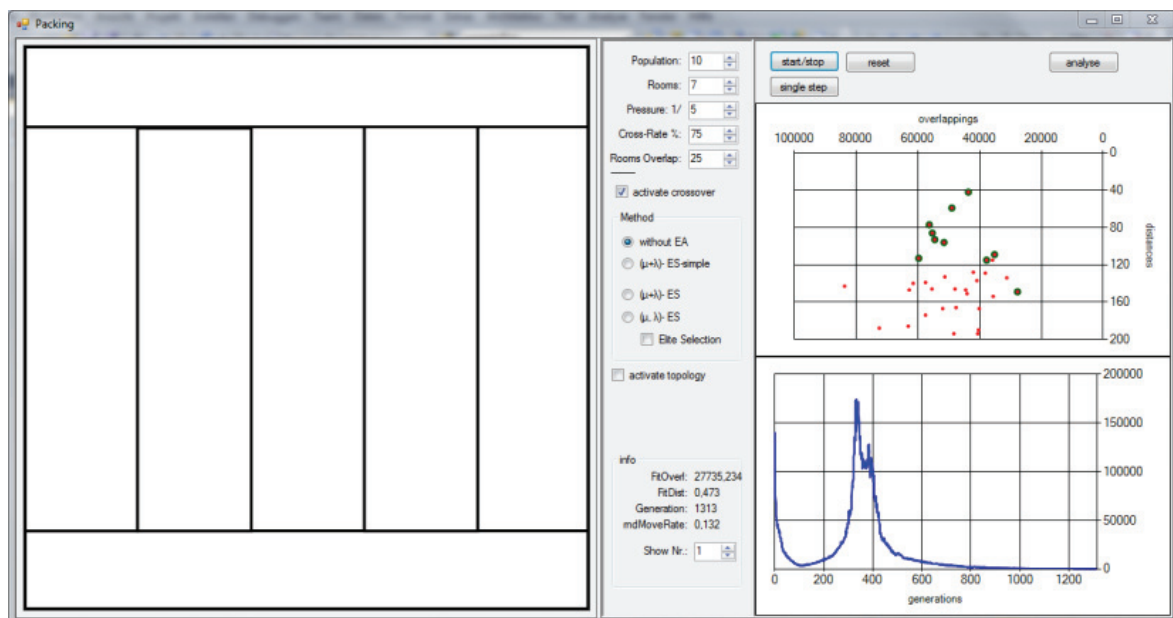 Packing
Population: 10
Rooms: 7
Pressure: 1/ 5
Cross-Rate %: 75
Rooms Overlap: 25
activate crossover
Method
without EA
(μ+λ)- ES-simple
(μ+λ)- ES
(μ, λ)- ES
Elite Selection
activate topology
info
FitOverl: 27735,234
FitDist: 0,473
Generation: 1313
mdMoveRate: 0,132
Show Nr.: 1
start/stop
reset
analyse
single step
overlappings
100000 80000 60000 40000 20000 0
0
40
80
120
160
200
distances
200000
150000
100000
50000
0
0 200 400 600 800 1000 1200
generations